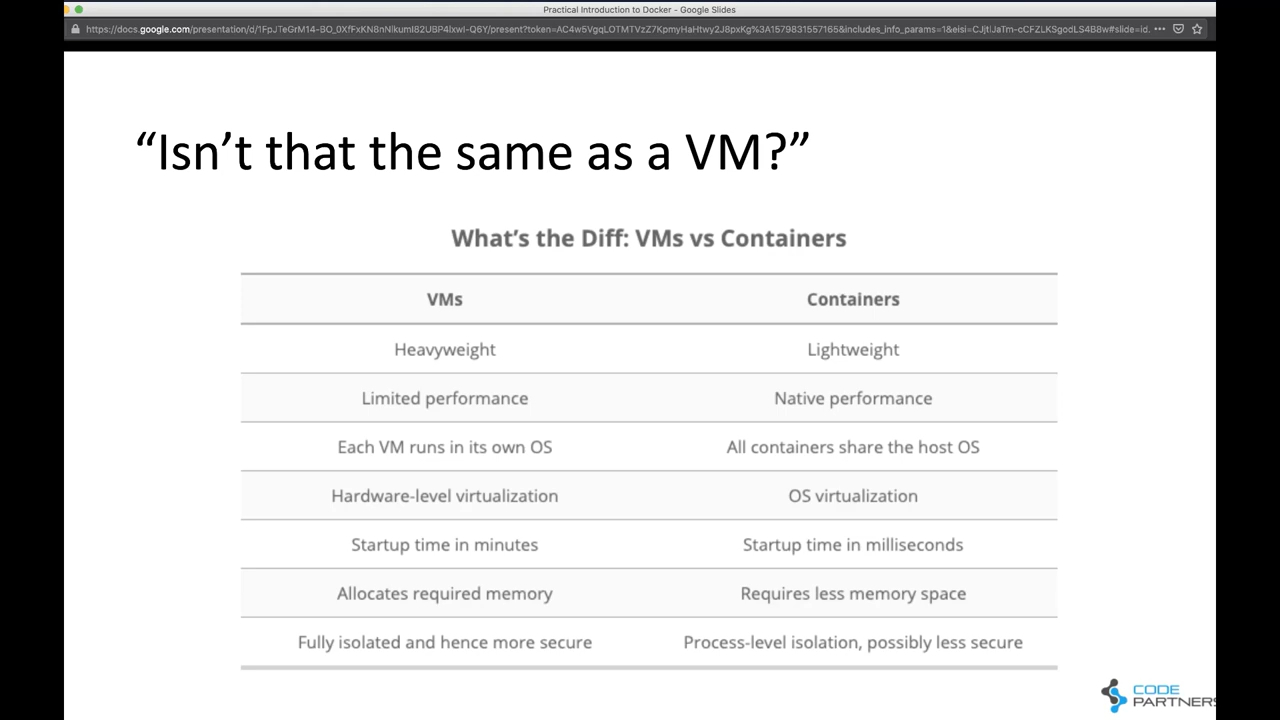 Practical Introduction to Docker - Google Slides
“Isn’t that the same as a VM?”
What’s the Diff: VMs vs Containers
VMs Containers
Heavyweight Lightweight
Limited performance Native performance
Each VM runs in its own OS All containers share the host OS
Hardware-level virtualization OS virtualization
Startup time in minutes Startup time in milliseconds
Allocates required memory Requires less memory space
Fully isolated and hence more secure Process-level isolation, possibly less secure
CODE
PARTNERS